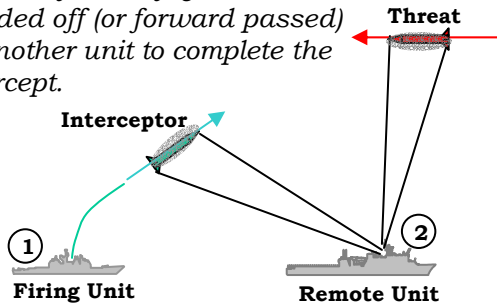 ded off (or forward passed)
nother unit to complete the
rcept.
Threat
Interceptor
1
2
Firing Unit
Remote Unit